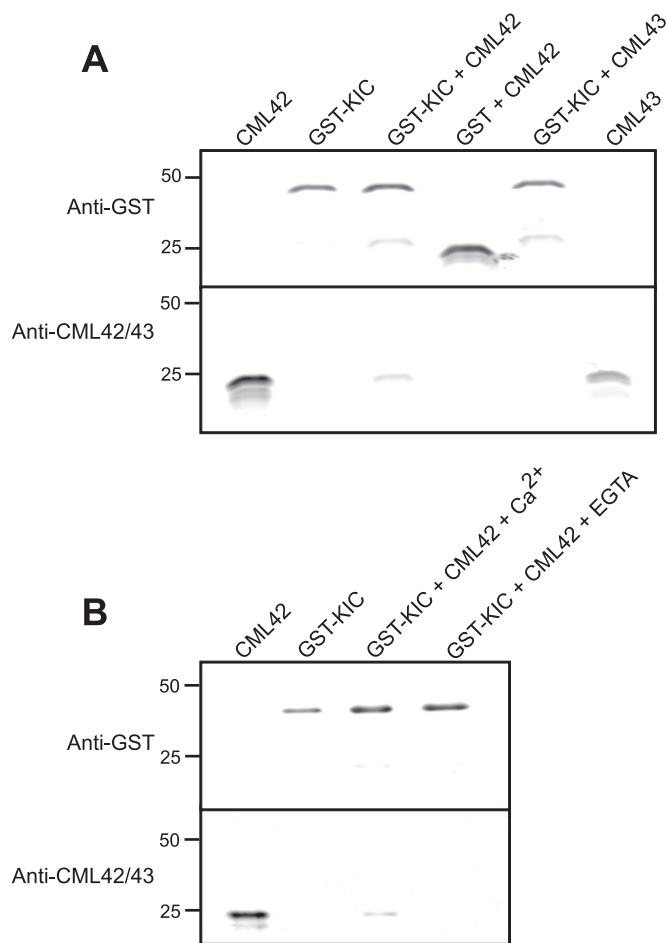 A
CML42
GST-KIC
GST-KIC + CML42
GST + CML42
GST-KIC + CML43
CML43
50
Anti-GST
25
50
Anti-CML42/43
25
B
CML42
GST-KIC
GST-KIC + CML42 + Ca2+
GST-KIC + CML42 + EGTA
50
Anti-GST
25
50
Anti-CML42/43
25